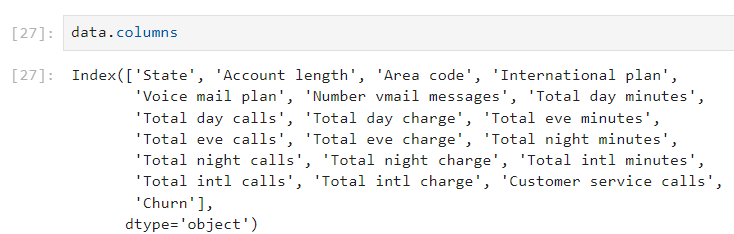 [27]: data.columns
[27]: Index(['State', 'Account length', 'Area code', 'International plan',
'Voice mail plan', 'Number vmail messages', 'Total day minutes',
'Total day calls', 'Total day charge', 'Total eve minutes',
'Total eve calls', 'Total eve charge', 'Total night minutes',
'Total night calls', 'Total night charge', 'Total intl minutes',
'Total intl calls', 'Total intl charge', 'Customer service calls',
'Churn'],
dtype='object')